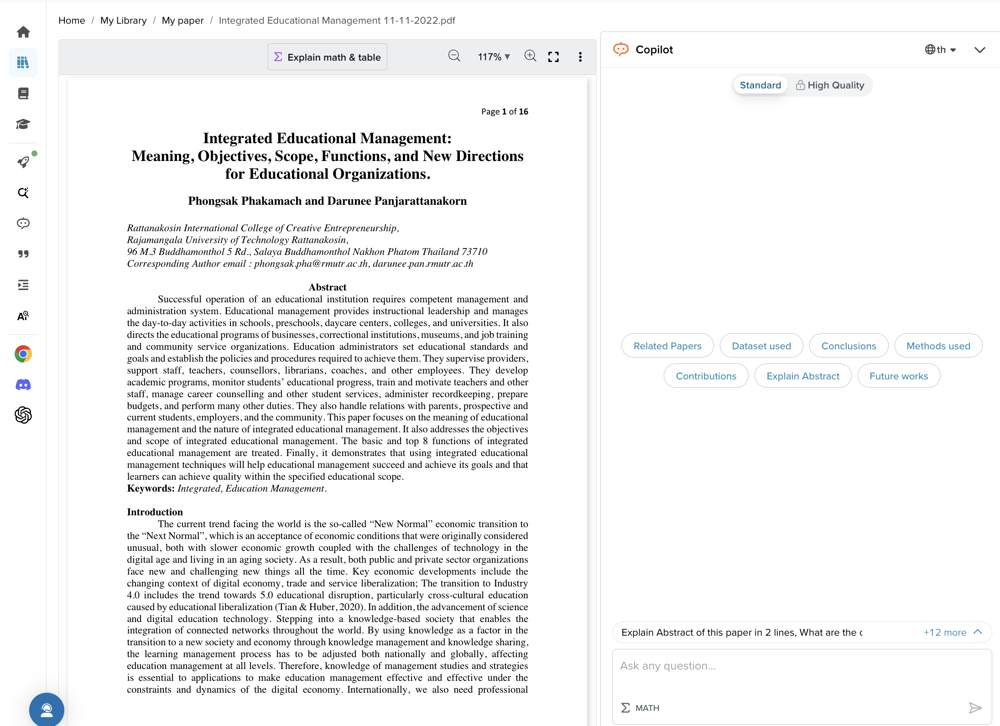 Home / My Library / My paper / Integrated Educational Management 11-11-2022.pdf
Explain math & table
117%
Page 1 of 16
Integrated Educational Management:
Meaning, Objectives, Scope, Functions, and New Directions
for Educational Organizations.
Phongsak Phakamach and Darunee Panjarattanakorn
Rattanakosin International College of Creative Entrepreneurship,
Rajamangala University of Technology Rattanakosin,
96 M.3 Buddhamonthol 5 Rd., Salaya Buddhamonthol Nakhon Phatom Thailand 73710
Corresponding Author email : phongsak.pha@rmutr.ac.th, darunee.pan.rmutr.ac.th
Abstract
Successful operation of an educational institution requires competent management and
administration system. Educational management provides instructional leadership and manages
the day-to-day activities in schools, preschools, daycare centers, colleges, and universities. It also
directs the educational programs of businesses, correctional institutions, museums, and job training
and community service organizations. Education administrators set educational standards and
goals and establish the policies and procedures required to achieve them. They supervise providers,
support staff, teachers, counsellors, librarians, coaches, and other employees. They develop
academic programs, monitor students’ educational progress, train and motivate teachers and other
staff, manage career counselling and other student services, administer recordkeeping, prepare
budgets, and perform many other duties. They also handle relations with parents, prospective and
current students, employers, and the community. This paper focuses on the meaning of educational
management and the nature of integrated educational management. It also addresses the objectives
and scope of integrated educational management. The basic and top 8 functions of integrated
educational management are treated. Finally, it demonstrates that using integrated educational
management techniques will help educational management succeed and achieve its goals and that
learners can achieve quality within the specified educational scope.
Keywords: Integrated, Education Management.
Introduction
The current trend facing the world is the so-called “New Normal” economic transition to
the “Next Normal”, which is an acceptance of economic conditions that were originally considered
unusual, both with slower economic growth coupled with the challenges of technology in the
digital age and living in an aging society. As a result, both public and private sector organizations
face new and challenging new things all the time. Key economic developments include the
changing context of digital economy, trade and service liberalization; The transition to Industry
4.0 includes the trend towards 5.0 educational disruption, particularly cross-cultural education
caused by educational liberalization (Tian & Huber, 2020). In addition, the advancement of science
and digital education technology. Stepping into a knowledge-based society that enables the
integration of connected networks throughout the world. By using knowledge as a factor in the
transition to a new society and economy through knowledge management and knowledge sharing,
the learning management process has to be adjusted both nationally and globally, affecting
education management at all levels. Therefore, knowledge of management studies and strategies
is essential to applications to make education management effective and effective under the
constraints and dynamics of the digital economy. Internationally, we also need professional
Copilot
th
Standard
High Quality
Related Papers
Dataset used
Conclusions
Methods used
Contributions
Explain Abstract
Future works
Explain Abstract of this paper in 2 lines, What are the c
+12 more
Ask any question...
MATH
Ai